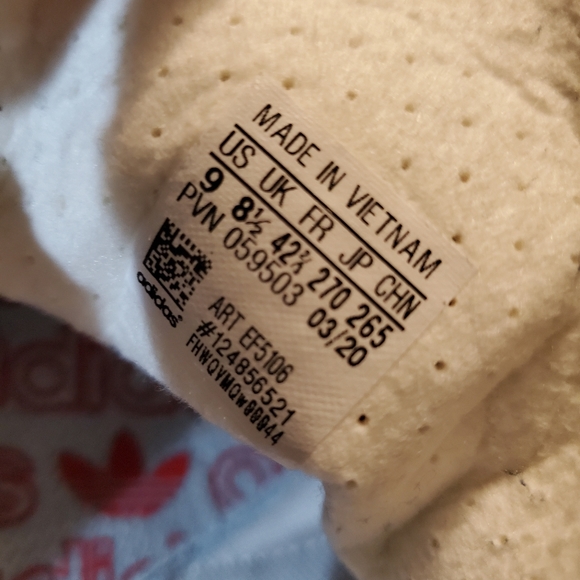 MADE IN VIETNAM
US UK FR JP CHN
9 8½ 42⅔ 270 265
PVN 059503 03/20
adidas
ART EF5106
#124856521
adidas